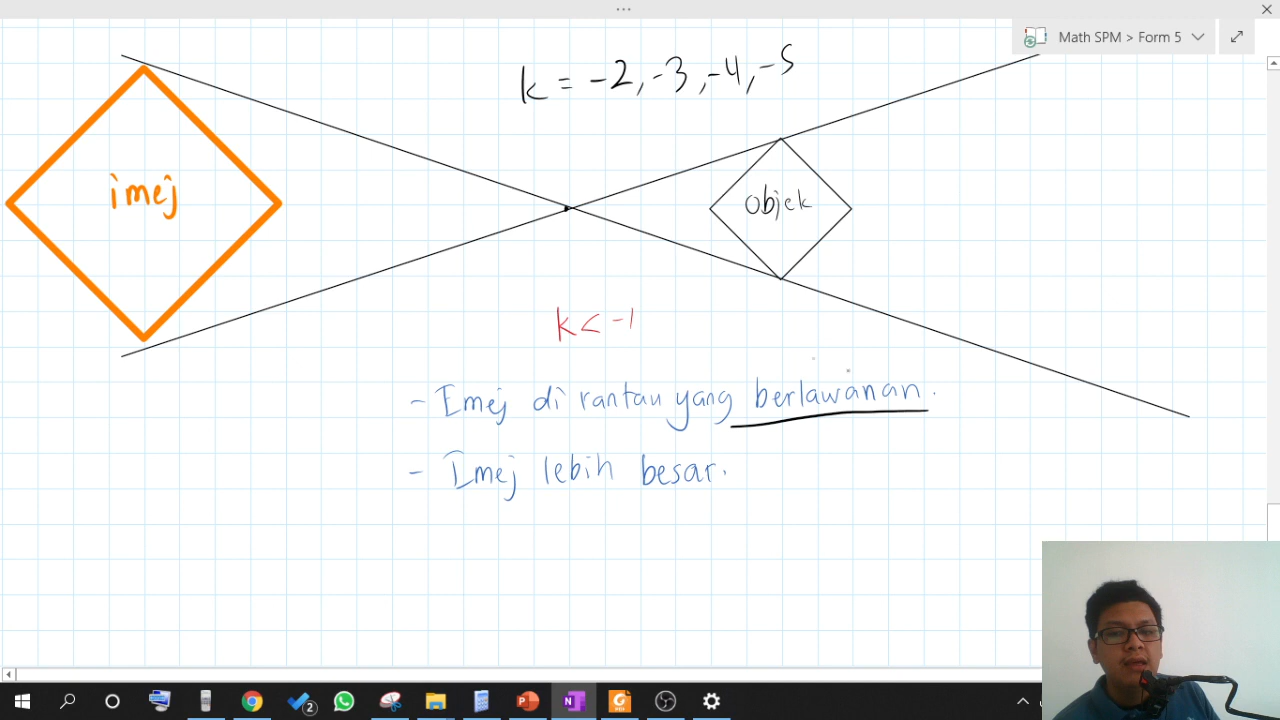 Math SPM > Form 5
k = -2, -3, -4, -5
imej
objek
k < -1
- Imej di rantau yang berlawanan.
- Imej lebih besar.
2